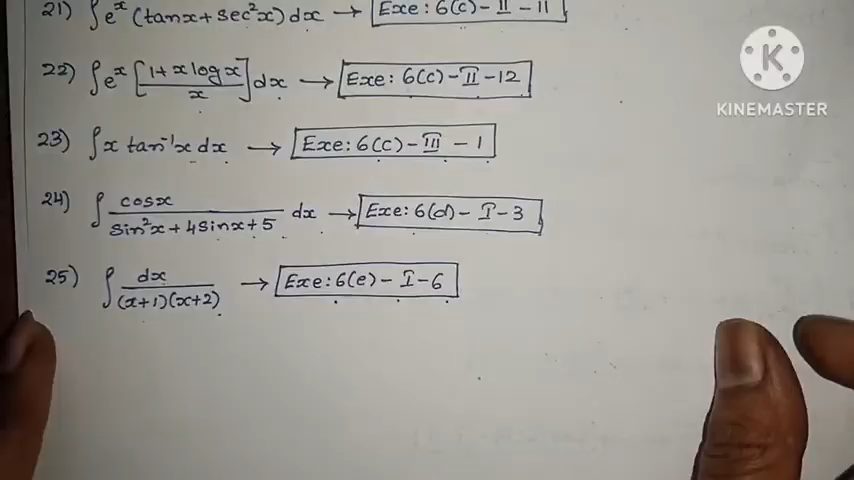 21) ∫eˣ (tanx + sec²x) dx → Exe: 6(c) - II - 11
22) ∫eˣ [1 + x log x / x] dx → Exe: 6(c) - II - 12
23) ∫x tan⁻¹x dx → Exe: 6(c) - III - 1
24) ∫ cosx / sin²x + 4sinx + 5 dx → Exe: 6(d) - I - 3
25) ∫ dx / (x+1)(x+2) → Exe: 6(e) - I - 6
K
KINEMASTER